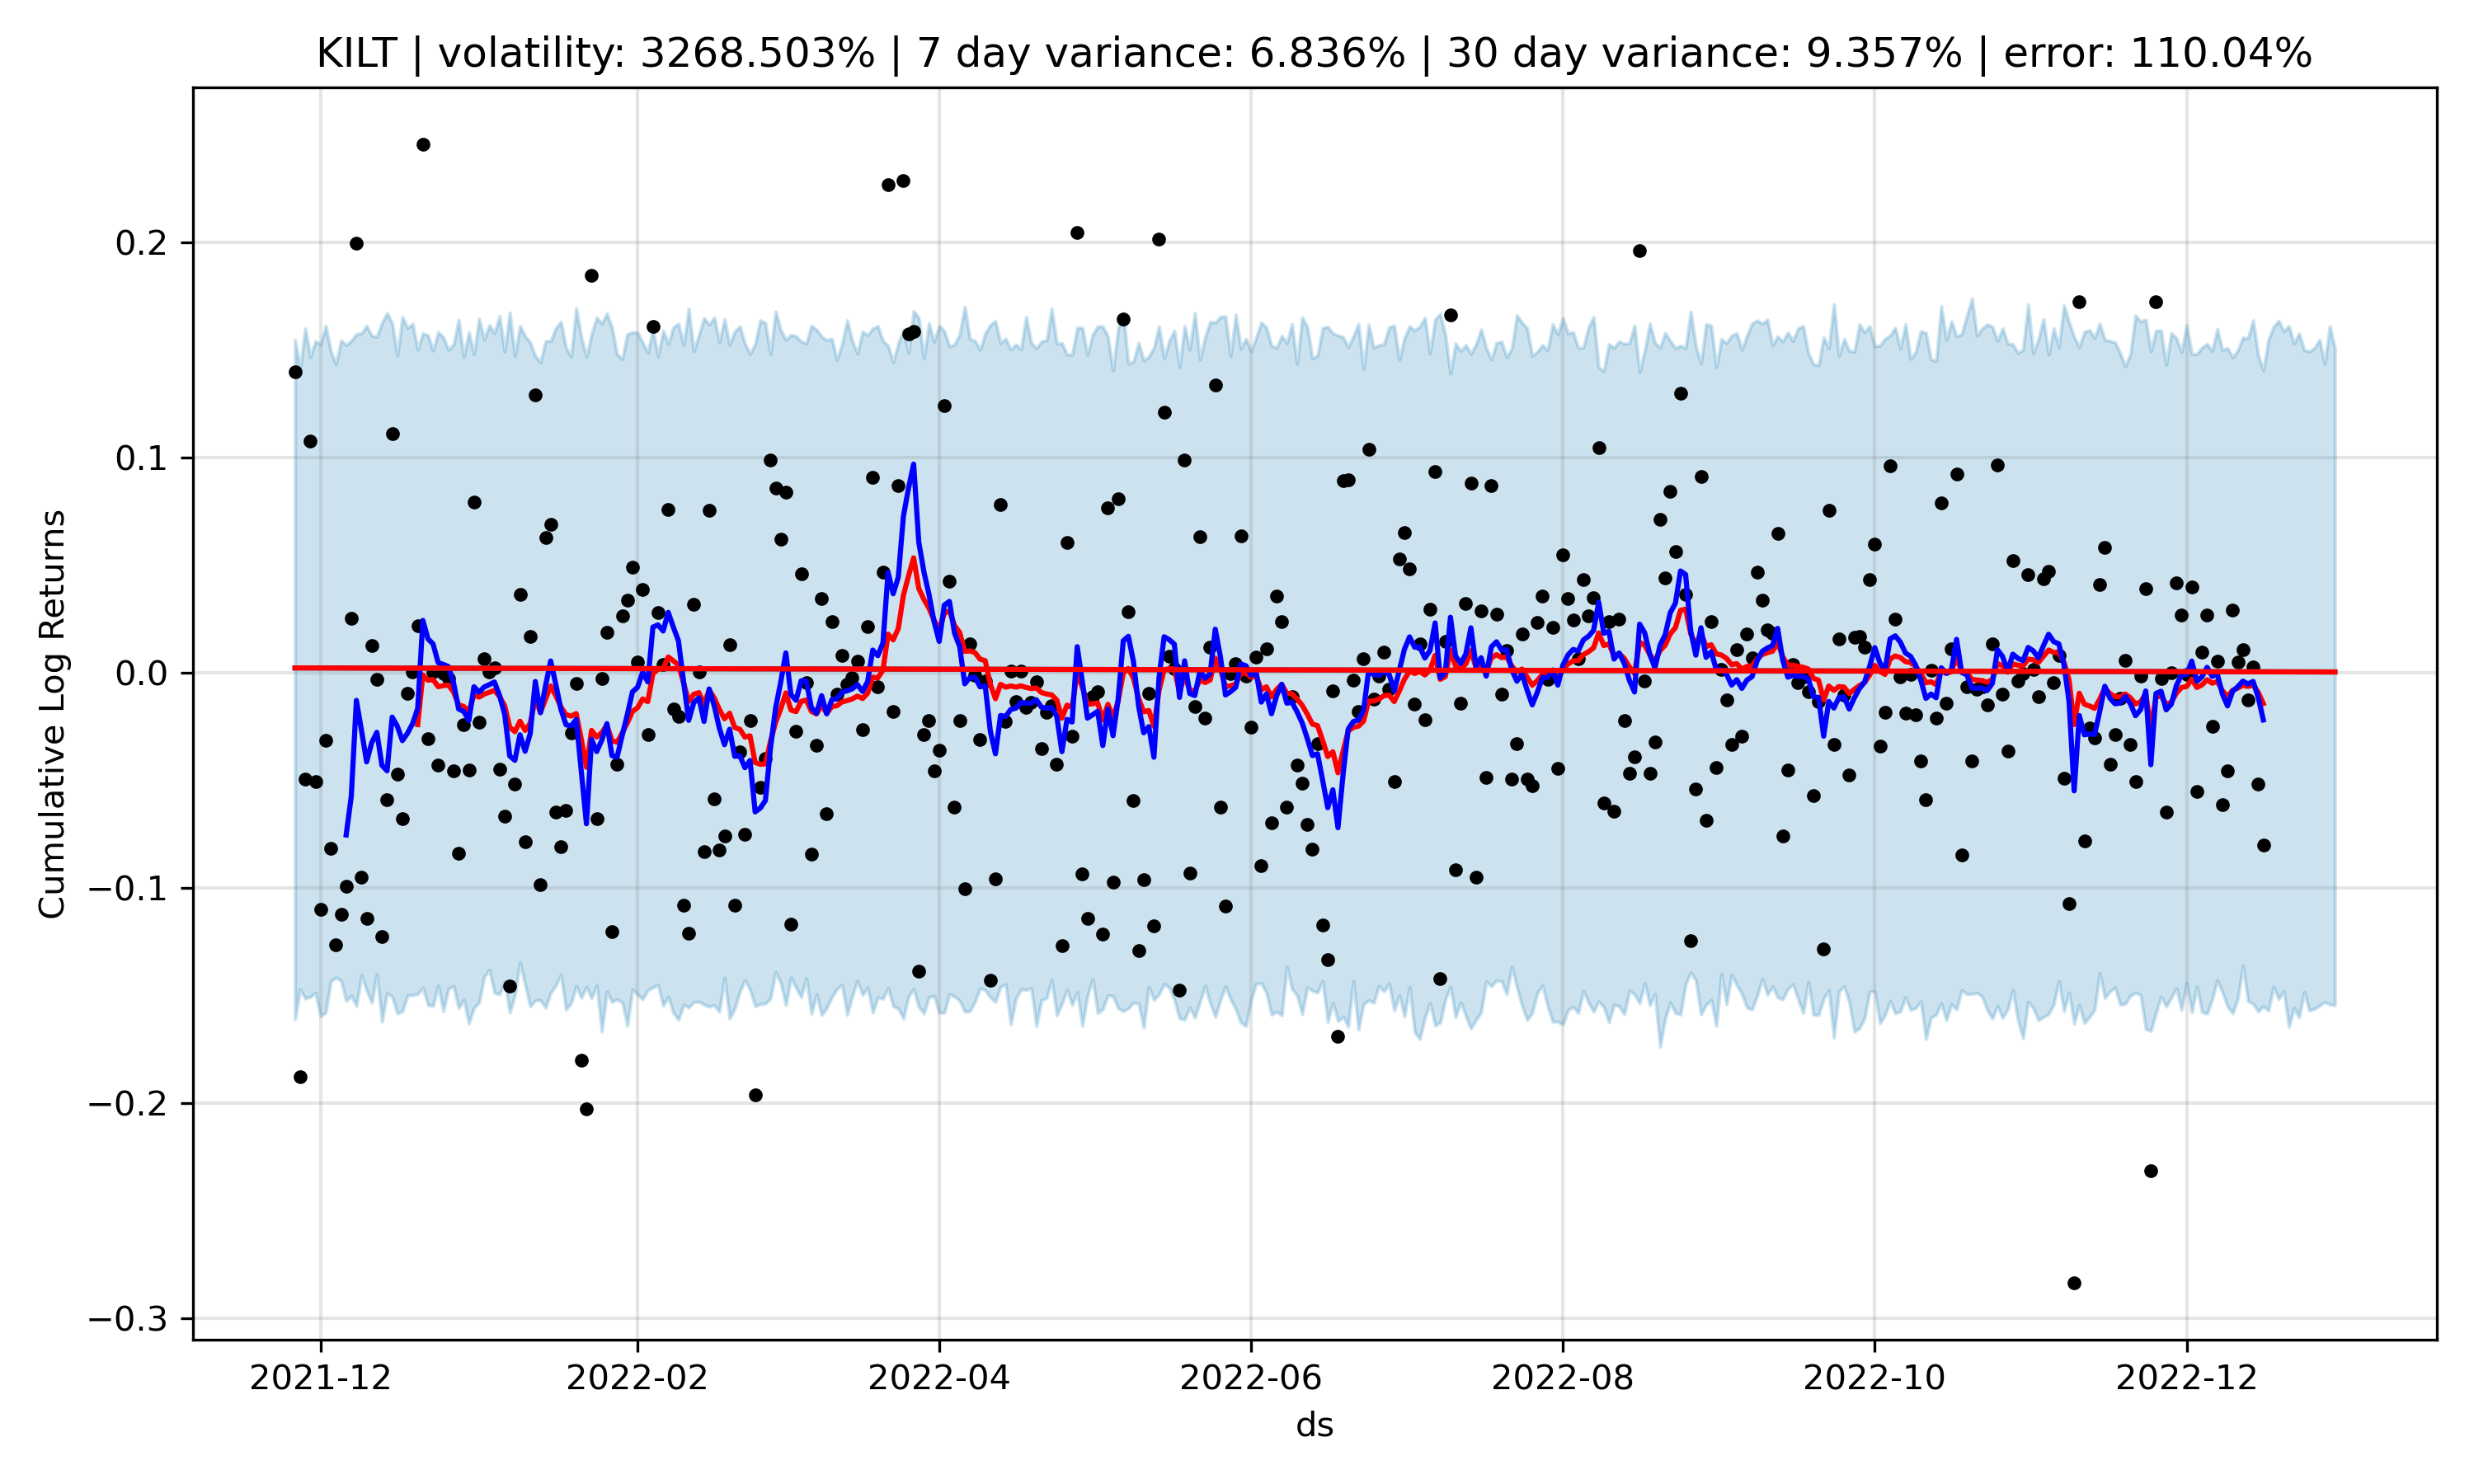 KILT | volatility: 3268.503% | 7 day variance: 6.836% | 30 day variance: 9.357% | error: 110.04%
Cumulative Log Returns
0.2
0.1
0.0
−0.1
−0.2
−0.3
2021-12 2022-02 2022-04 2022-06 2022-08 2022-10 2022-12
ds